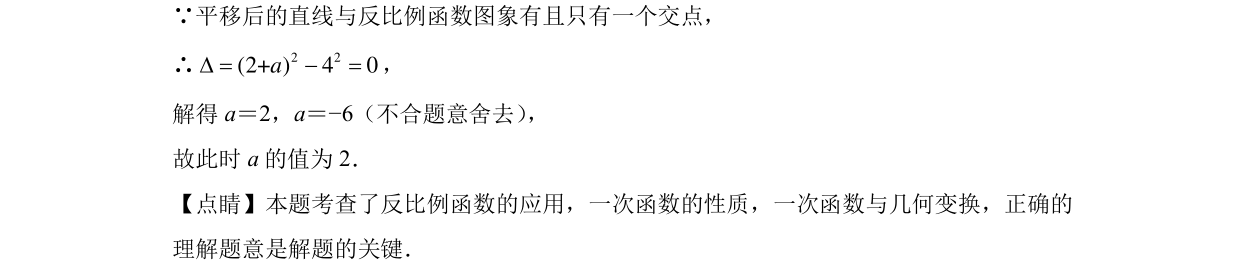 ∵平移后的直线与反比例函数图象有且只有一个交点，
∴Δ＝(2+a)² − 4² ＝0，
解得 a＝2，a＝−6（不合题意舍去），
故此时 a 的值为 2．
【点睛】本题考查了反比例函数的应用，一次函数的性质，一次函数与几何变换，正确的
理解题意是解题的关键．